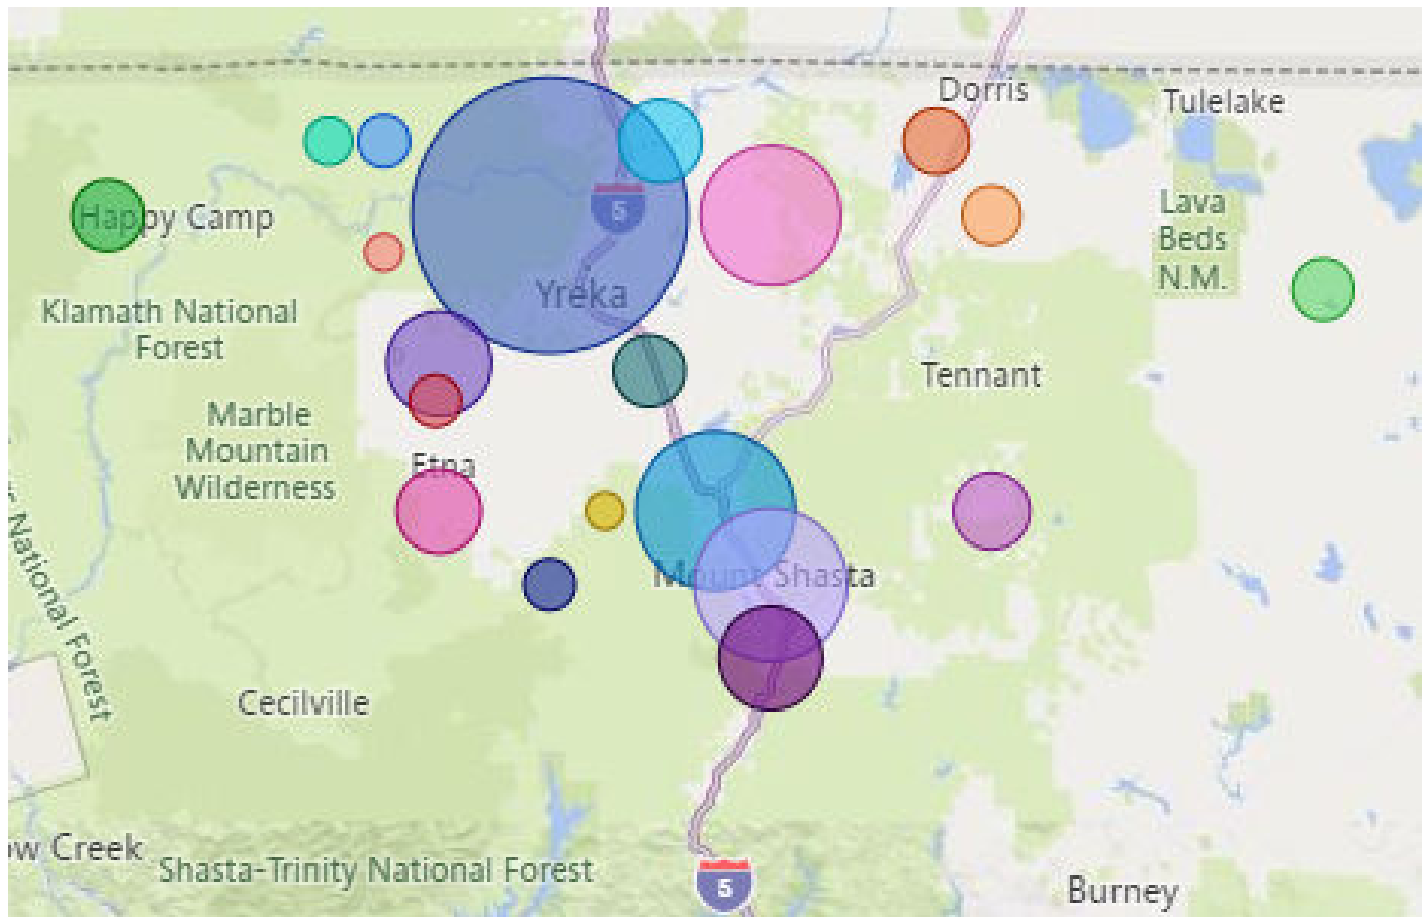 Dorris
Tulelake
5
Happy Camp
Lava
Beds
N.M.
Yreka
Klamath National
Forest
Tennant
Marble
Mountain
Wilderness
Etna
National Forest
Mount Shasta
Cecilville
Creek
Shasta-Trinity National Forest
5
Burney